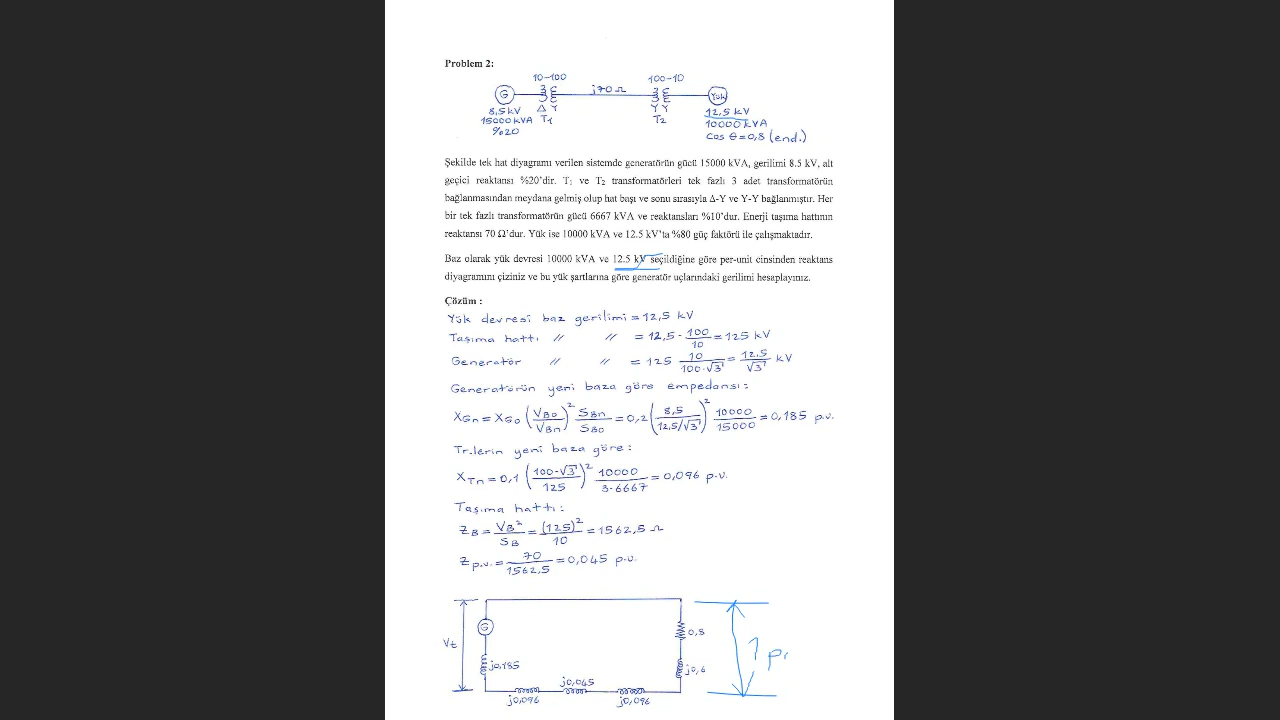 Problem 2:
10-100
100-10
j70 Ω
G
Yük
8,5kV
Δ Y
Y Y
12,5 kV
15000 kVA
T1
T2
10000 kVA
%20
cos θ=0,8 (end.)
Şekilde tek hat diyagramı verilen sistemde generatörün gücü 15000 kVA, gerilimi 8.5 kV, alt
geçici reaktansı %20'dir. T1 ve T2 transformatörleri tek fazlı 3 adet transformatörün
bağlanmasından meydana gelmiş olup hat başı ve sonu sırasıyla Δ-Y ve Y-Y bağlanmıştır. Her
bir tek fazlı transformatörün gücü 6667 kVA ve reaktansları %10'dur. Enerji taşıma hattının
reaktansı 70 Ω'dur. Yük ise 10000 kVA ve 12.5 kV'ta %80 güç faktörü ile çalışmaktadır.
Baz olarak yük devresi 10000 kVA ve 12.5 kV seçildiğine göre per-unit cinsinden reaktans
diyagramını çiziniz ve bu yük şartlarına göre generatör uçlarındaki gerilimi hesaplayınız.
Çözüm :
Yük devresi baz gerilimi = 12,5 kV
Taşıma hattı // // = 12,5 · 100/10 = 125 kV
Generatör // // = 125 10/100·√3 = 12,5/√3 kV
Generatörün yeni baza göre empedansı:
XGn = XGo (VBo/VBn)² SBn/SBo = 0,2 (8,5/12,5/√3)² 10000/15000 = 0,185 p.u.
Tr.lerin yeni baza göre:
XTn = 0,1 (100·√3/125)² 10000/3·6667 = 0,096 p.u.
Taşıma hattı:
ZB = VB²/SB = (125)²/10 = 1562,5 Ω
Zp.u. = 70/1562,5 = 0,045 p.u.
G
Vt
0,8
1 pu
j0,185
j0,6
j0,045
j0,096
j0,096